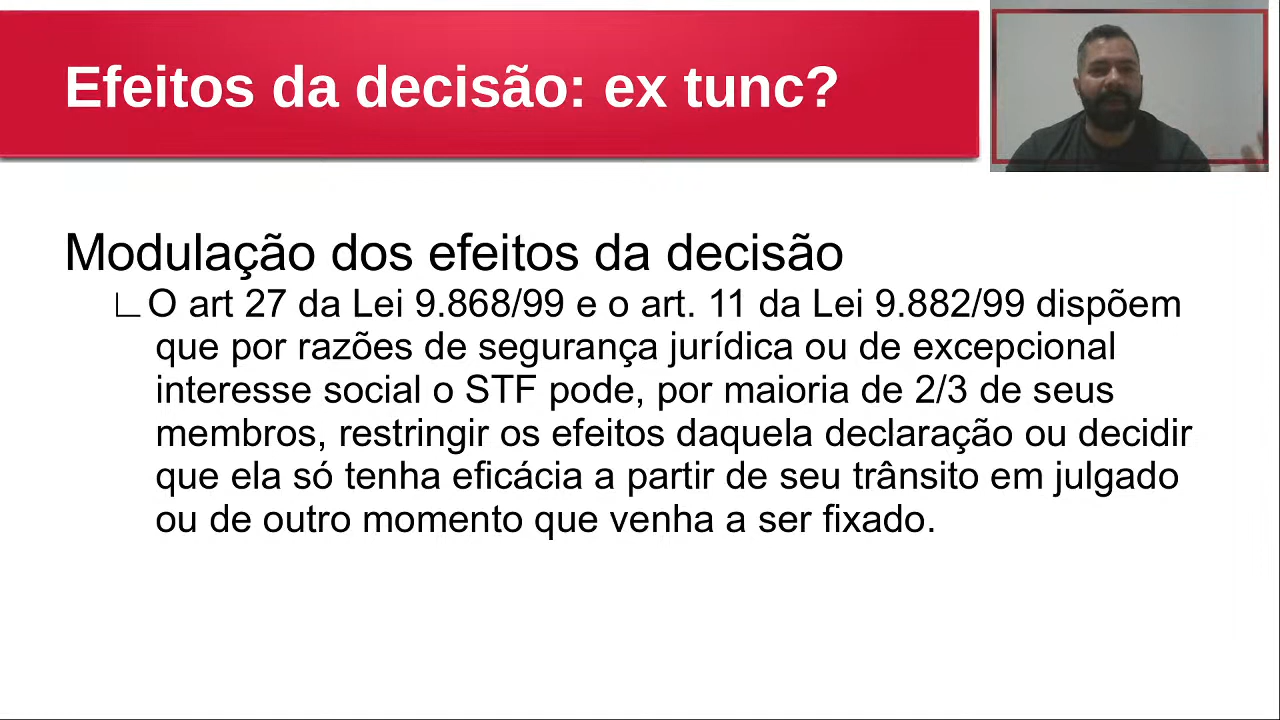 Efeitos da decisão: ex tunc?
Modulação dos efeitos da decisão
O art 27 da Lei 9.868/99 e o art. 11 da Lei 9.882/99 dispõem
que por razões de segurança jurídica ou de excepcional
interesse social o STF pode, por maioria de 2/3 de seus
membros, restringir os efeitos daquela declaração ou decidir
que ela só tenha eficácia a partir de seu trânsito em julgado
ou de outro momento que venha a ser fixado.